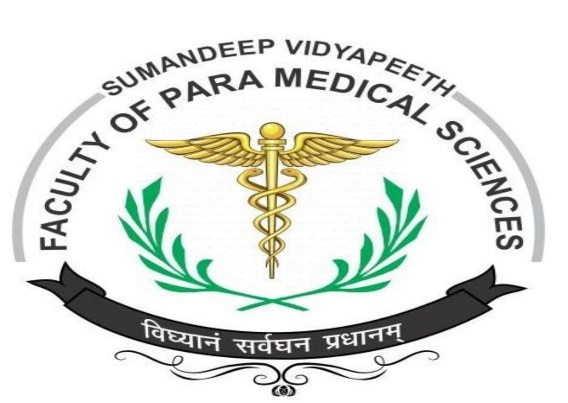 SUMANDEEP VIDYAPEETH
FACULTY OF PARA MEDICAL SCIENCES
विघ्यानं सर्वघन प्रधानम्